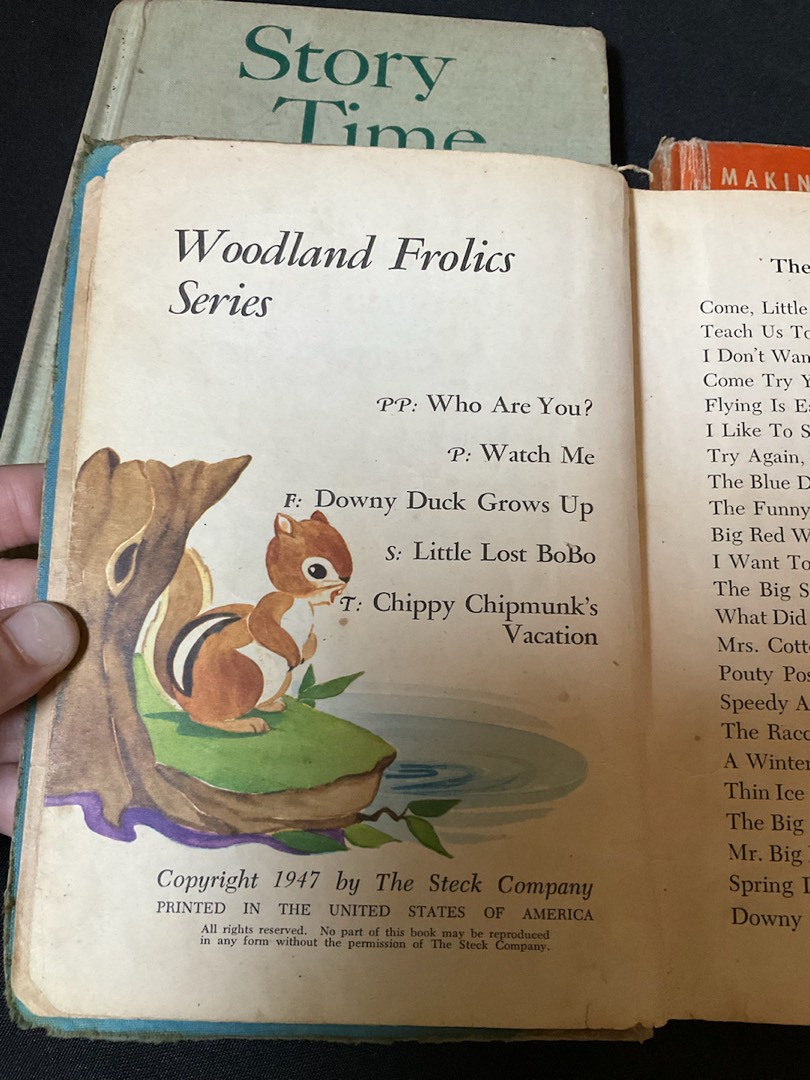 Story
Time
MAKIN
Woodland Frolics
Series
PP: Who Are You?
P: Watch Me
F: Downy Duck Grows Up
S: Little Lost BoBo
T: Chippy Chipmunk's
Vacation
Copyright 1947 by The Steck Company
PRINTED IN THE UNITED STATES OF AMERICA
All rights reserved. No part of this book may be reproduced
in any form without the permission of The Steck Company.
The
Come, Little
Teach Us To
I Don't Wan
Come Try Y
Flying Is E
I Like To S
Try Again,
The Blue D
The Funny
Big Red W
I Want To
The Big S
What Did
Mrs. Cott
Pouty Pos
Speedy A
The Racc
A Winter
Thin Ice
The Big
Mr. Big
Spring I
Downy